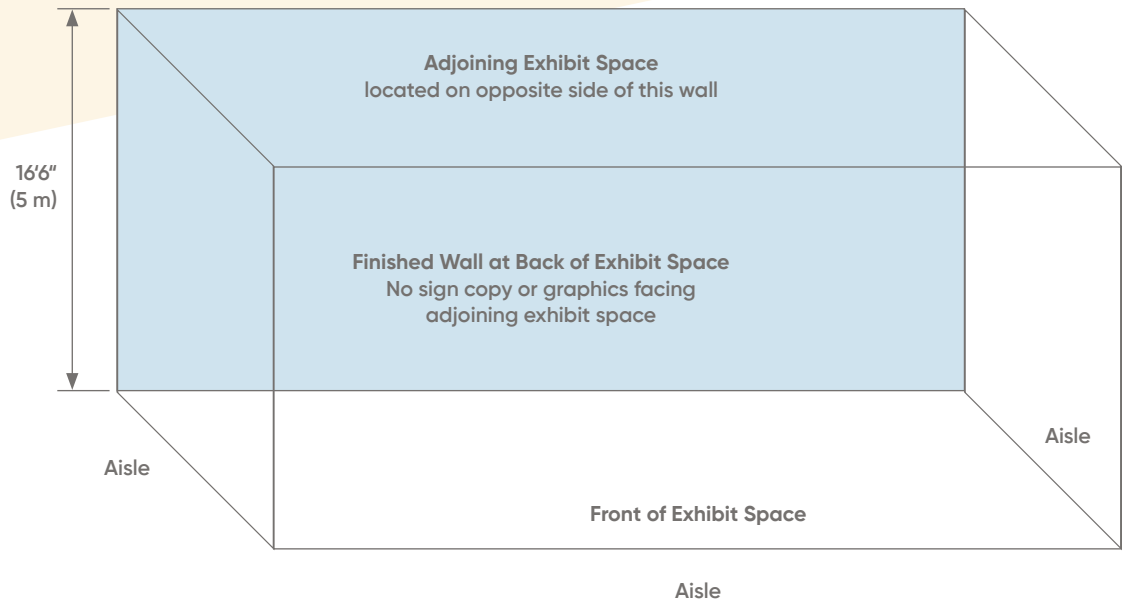 Adjoining Exhibit Space
located on opposite side of this wall
16‘6“
(5 m)
Finished Wall at Back of Exhibit Space
No sign copy or graphics facing
adjoining exhibit space
Aisle
Aisle
Front of Exhibit Space
Aisle